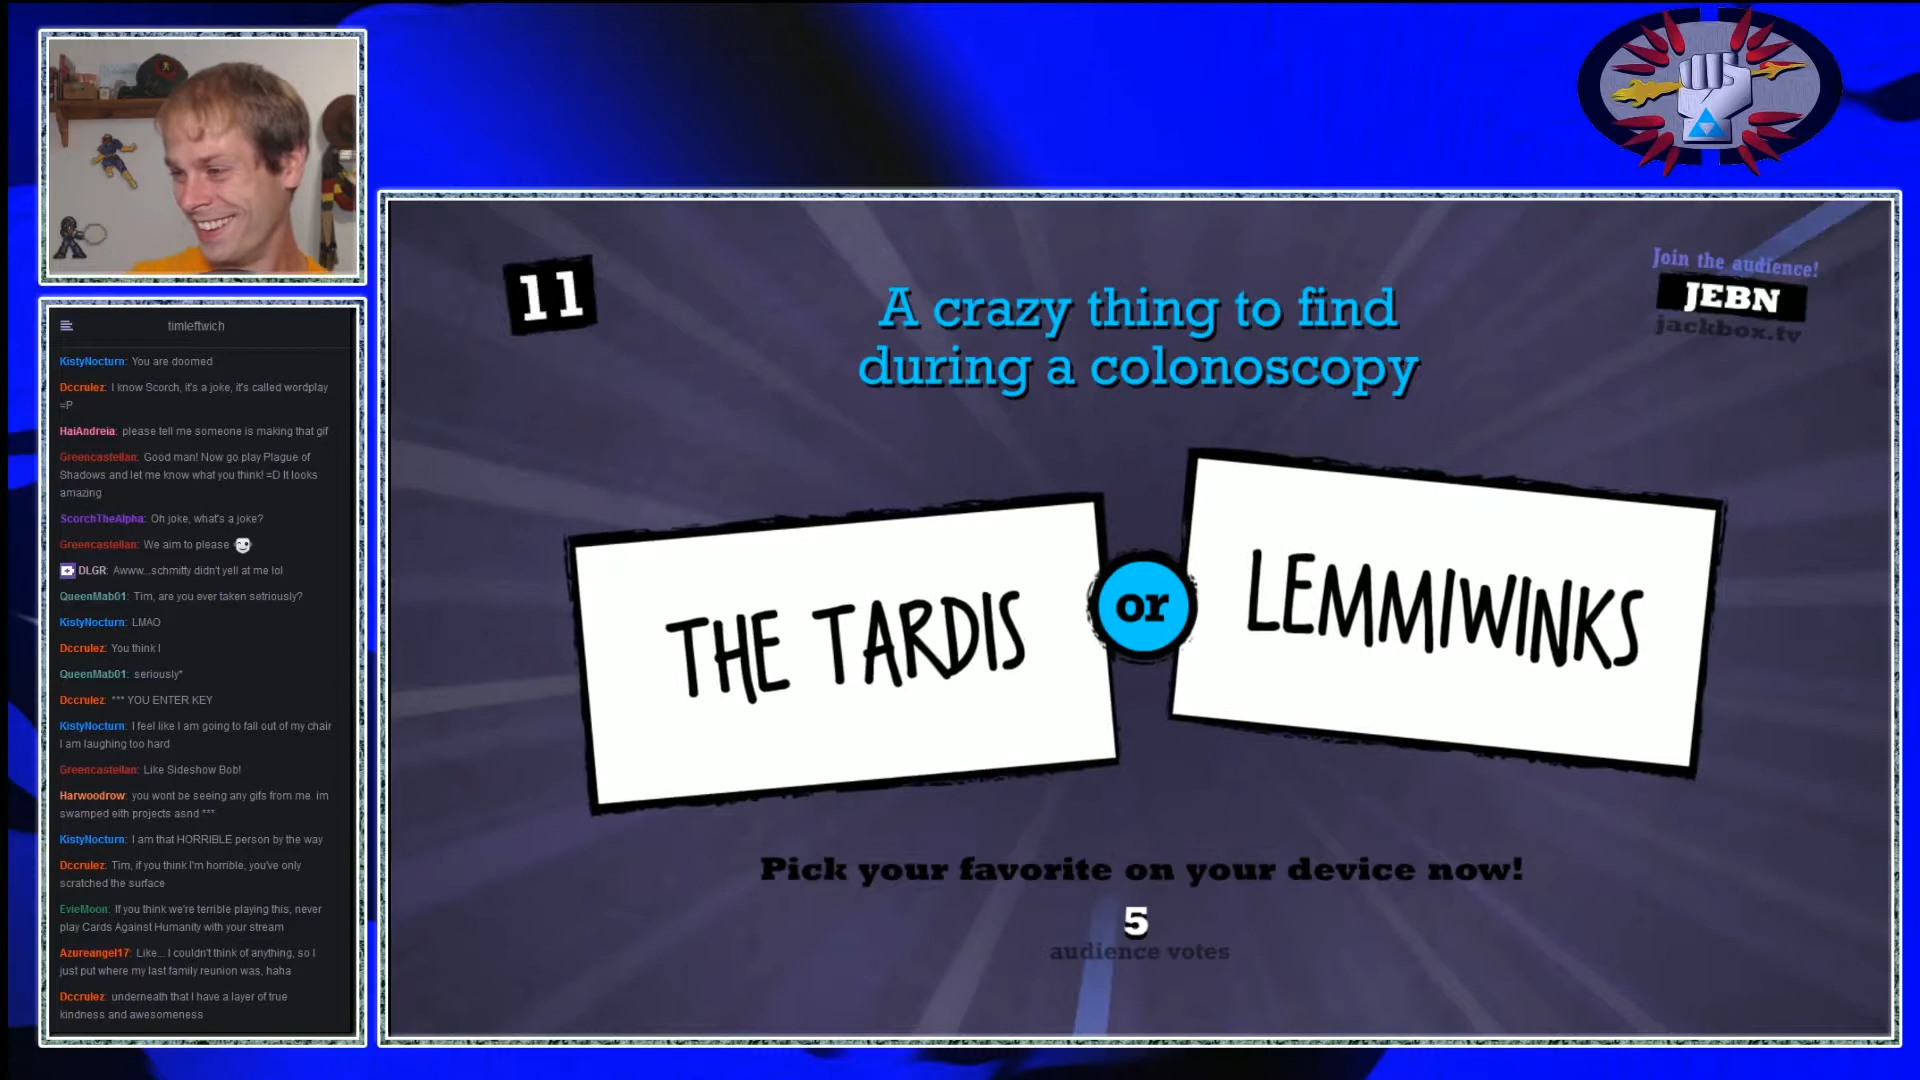 timleftwich
KistyNocturn: You are doomed
Dccrulez: I know Scorch, it's a joke, it's called wordplay
=P
HaiAndreia: please tell me someone is making that gif
Greencastellan: Good man! Now go play Plague of
Shadows and let me know what you think! =D It looks
amazing
ScorchTheAlpha: Oh joke, what's a joke?
Greencastellan: We aim to please
DLGR: Awww...schmitty didn't yell at me lol
QueenMab01: Tim, are you ever taken setriously?
KistyNocturn: LMAO
Dccrulez: You think I
QueenMab01: seriously*
Dccrulez: *** YOU ENTER KEY
KistyNocturn: I feel like I am going to fall out of my chair
I am laughing too hard
Greencastellan: Like Sideshow Bob!
Harwoodrow: you wont be seeing any gifs from me. im
swamped eith projects asnd ***
KistyNocturn: I am that HORRIBLE person by the way
Dccrulez: Tim, if you think I'm horrible, you've only
scratched the surface
EvieMoon: If you think we're terrible playing this, never
play Cards Against Humanity with your stream
Azureangel17: Like... I couldn't think of anything, so I
just put where my last family reunion was, haha
Dccrulez: underneath that I have a layer of true
kindness and awesomeness
11
A crazy thing to find
during a colonoscopy
Join the audience!
JEBN
jackbox.tv
THE TARDIS
or
LEMMIWINKS
Pick your favorite on your device now!
5
audience votes